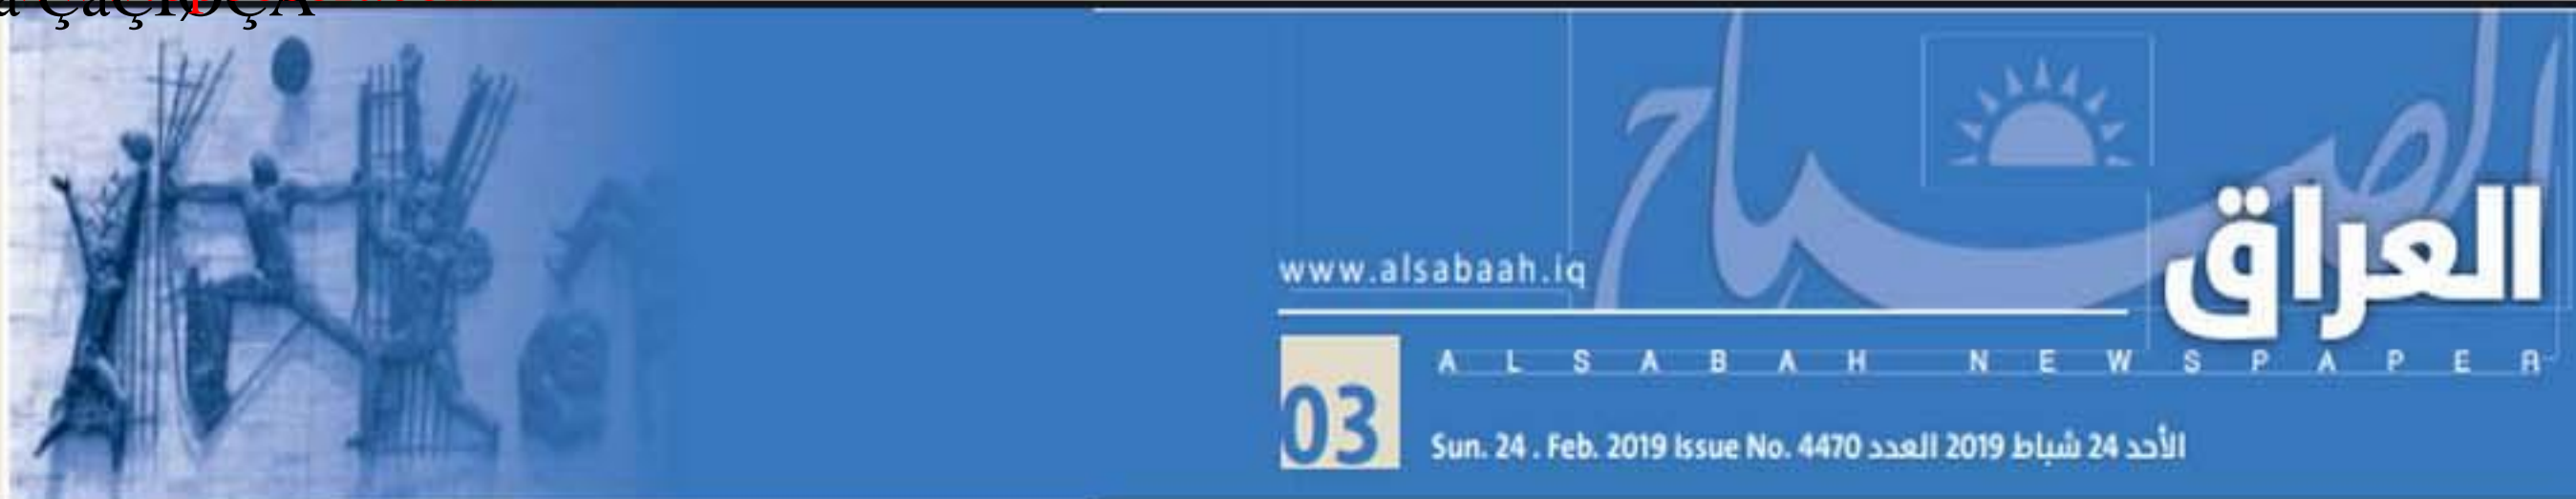 الصباح
العراق
www.alsabaah.iq
ALSABAH NEWSPAPER
03
Sun. 24 . Feb. 2019 Issue No. 4470 الأحد 24 شباط 2019 العدد